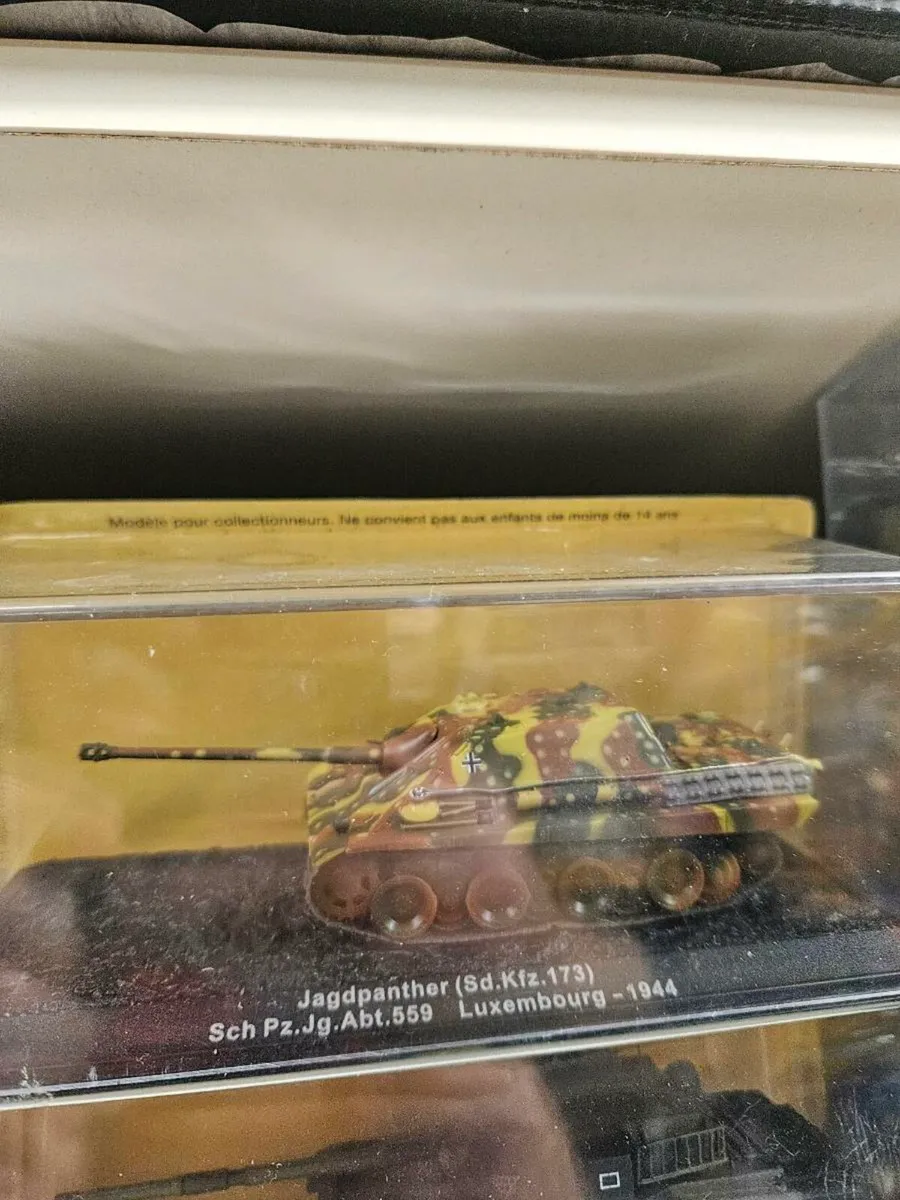 Modèle pour collectionneurs. Ne convient pas aux enfants de moins de 14 ans
Jagdpanther (Sd.Kfz.173)
Sch Pz.Jg.Abt.559 Luxembourg -1944